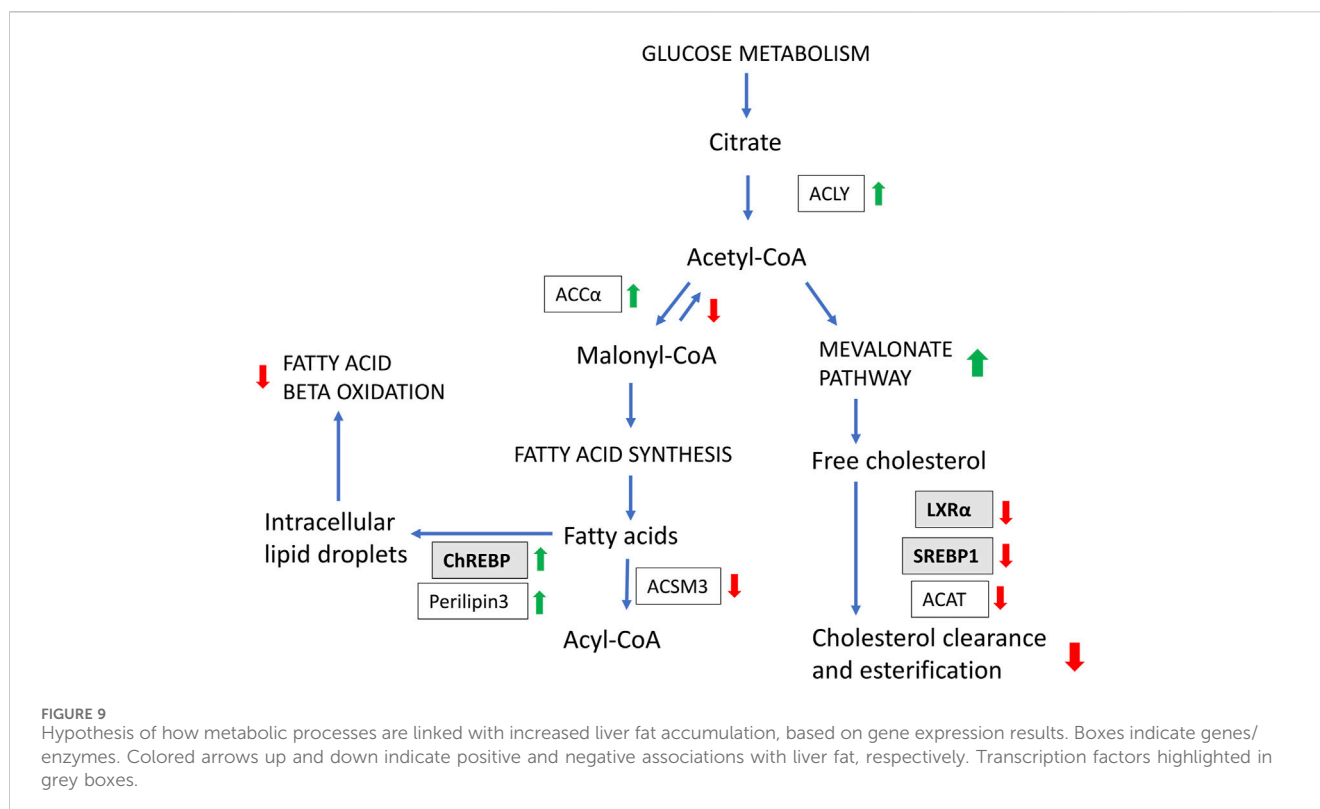 GLUCOSE METABOLISM
Citrate
ACLY
Acetyl-CoA
ACCα
Malonyl-CoA
MEVALONATE
PATHWAY
FATTY ACID
BETA OXIDATION
FATTY ACID SYNTHESIS
Free cholesterol
LXRα
Intracellular
lipid droplets
Fatty acids
ChREBP
SREBP1
Perilipin3
ACSM3
ACAT
Acyl-CoA
Cholesterol clearance
and esterification
FIGURE 9
Hypothesis of how metabolic processes are linked with increased liver fat accumulation, based on gene expression results. Boxes indicate genes/
enzymes. Colored arrows up and down indicate positive and negative associations with liver fat, respectively. Transcription factors highlighted in
grey boxes.